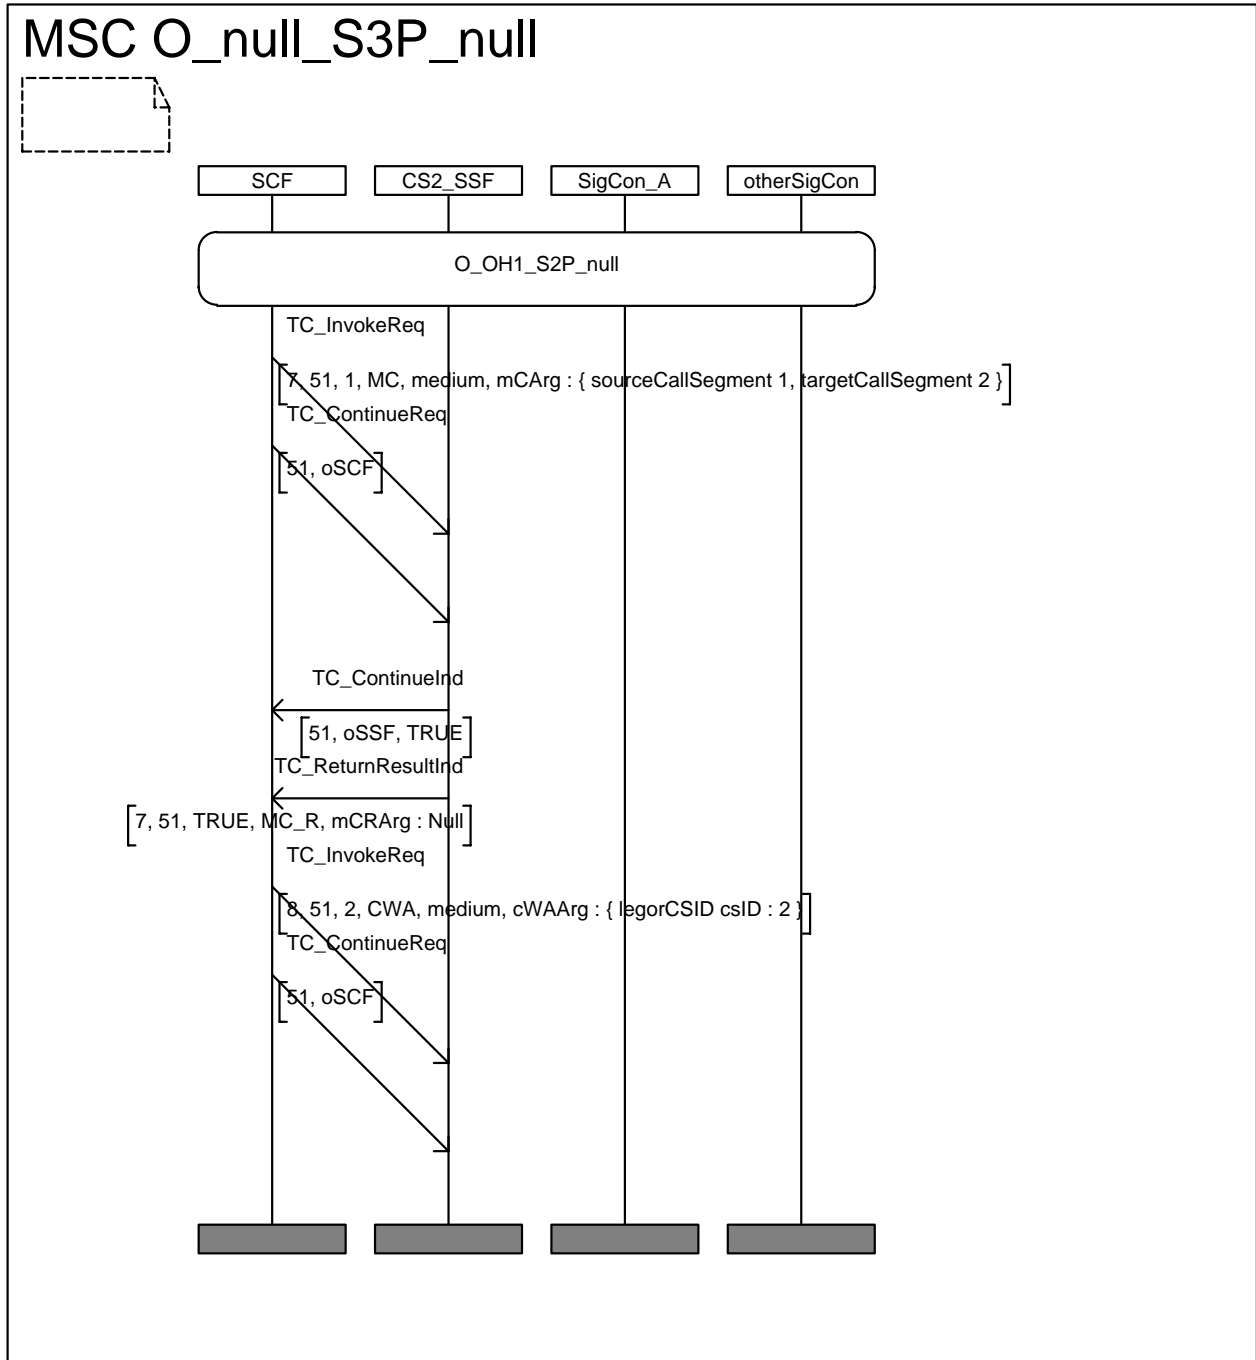 MSC O_null_S3P_null
SCF
CS2_SSF
SigCon_A
otherSigCon
O_OH1_S2P_null
TC_InvokeReq
7, 51, 1, MC, medium, mCArg : { sourceCallSegment 1, targetCallSegment 2 }
TC_ContinueReq
51, oSCF
TC_ContinueInd
51, oSSF, TRUE
TC_ReturnResultInd
7, 51, TRUE, MC_R, mCRArg : Null
TC_InvokeReq
8, 51, 2, CWA, medium, cWAArg : { legorCSID csID : 2 }
TC_ContinueReq
51, oSCF